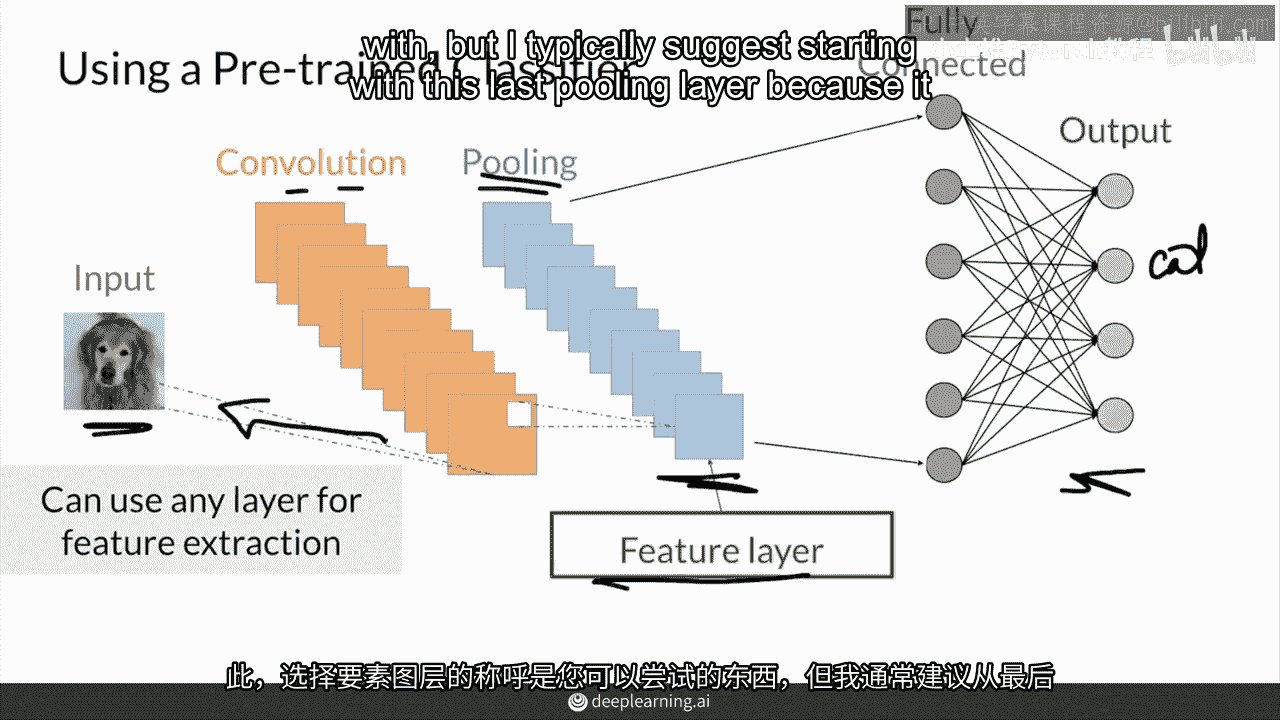 with, but I typically suggest starting
with this last pooling layer because it
Using a Pre-trained Classifier
Fully
Connected
Output
Convolution
Pooling
Input
cat
Can use any layer for
feature extraction
Feature layer
此，选择要素图层的称呼是您可以尝试的东西，但我通常建议从最后
deeplearning.ai